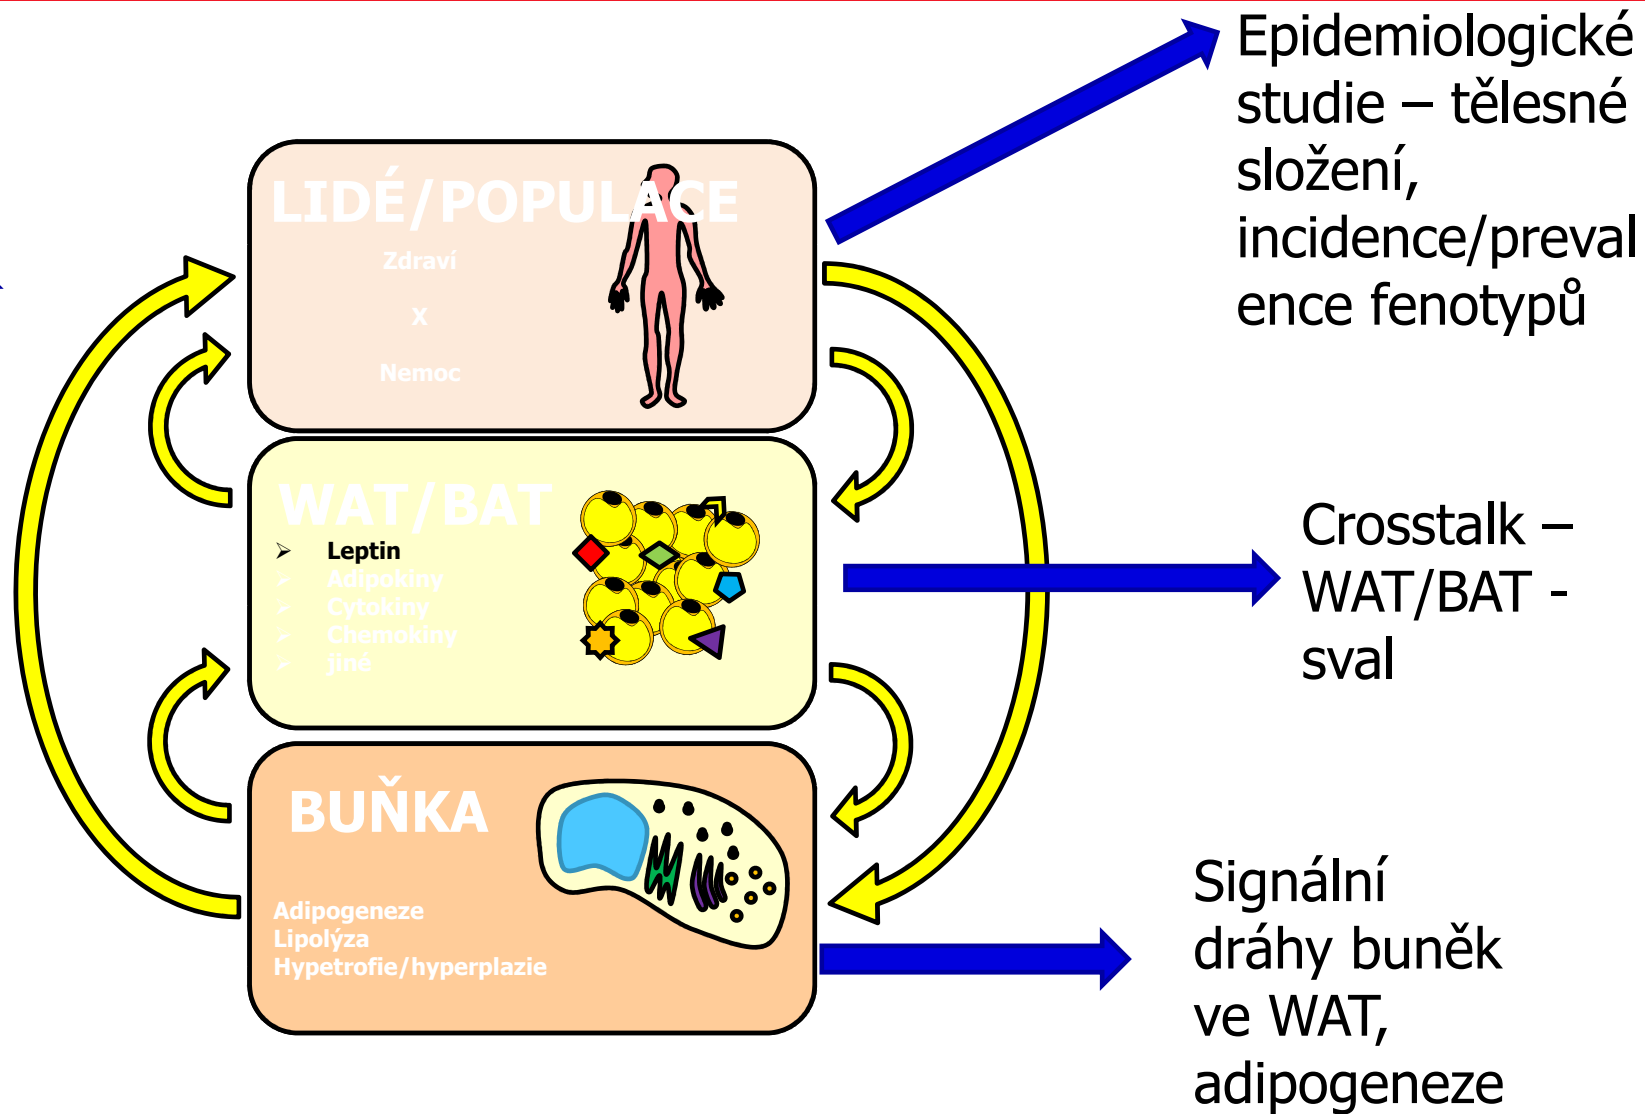 Epidemiologické
studie – tělesné
složení,
incidence/preval
ence fenotypů
LIDÉ/POPULACE
Zdraví
X
Nemoc
WAT/BAT
➢ Leptin
➢ Adipokiny
➢ Cytokiny
➢ Chemokiny
➢ jiné
Crosstalk –
WAT/BAT -
sval
BUŇKA
Adipogeneze
Lipolýza
Hypetrofie/hyperplazie
Signální
dráhy buněk
ve WAT,
adipogeneze